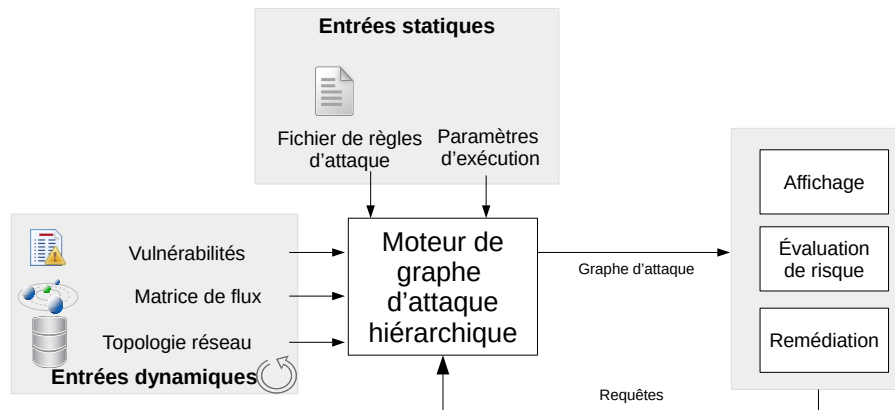 Entrées statiques
Fichier de règles
d'attaque
Paramètres
d'exécution
Vulnérabilités
Matrice de flux
Topologie réseau
Entrées dynamiques
Moteur de
graphe
d'attaque
hiérarchique
Graphe d'attaque
Affichage
Évaluation
de risque
Remédiation
Requêtes